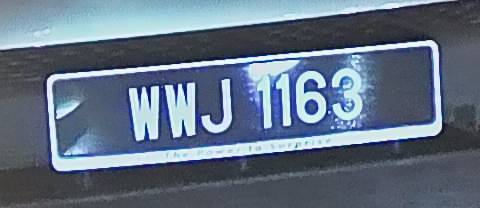 WWJ 1163
The Power to Surprise